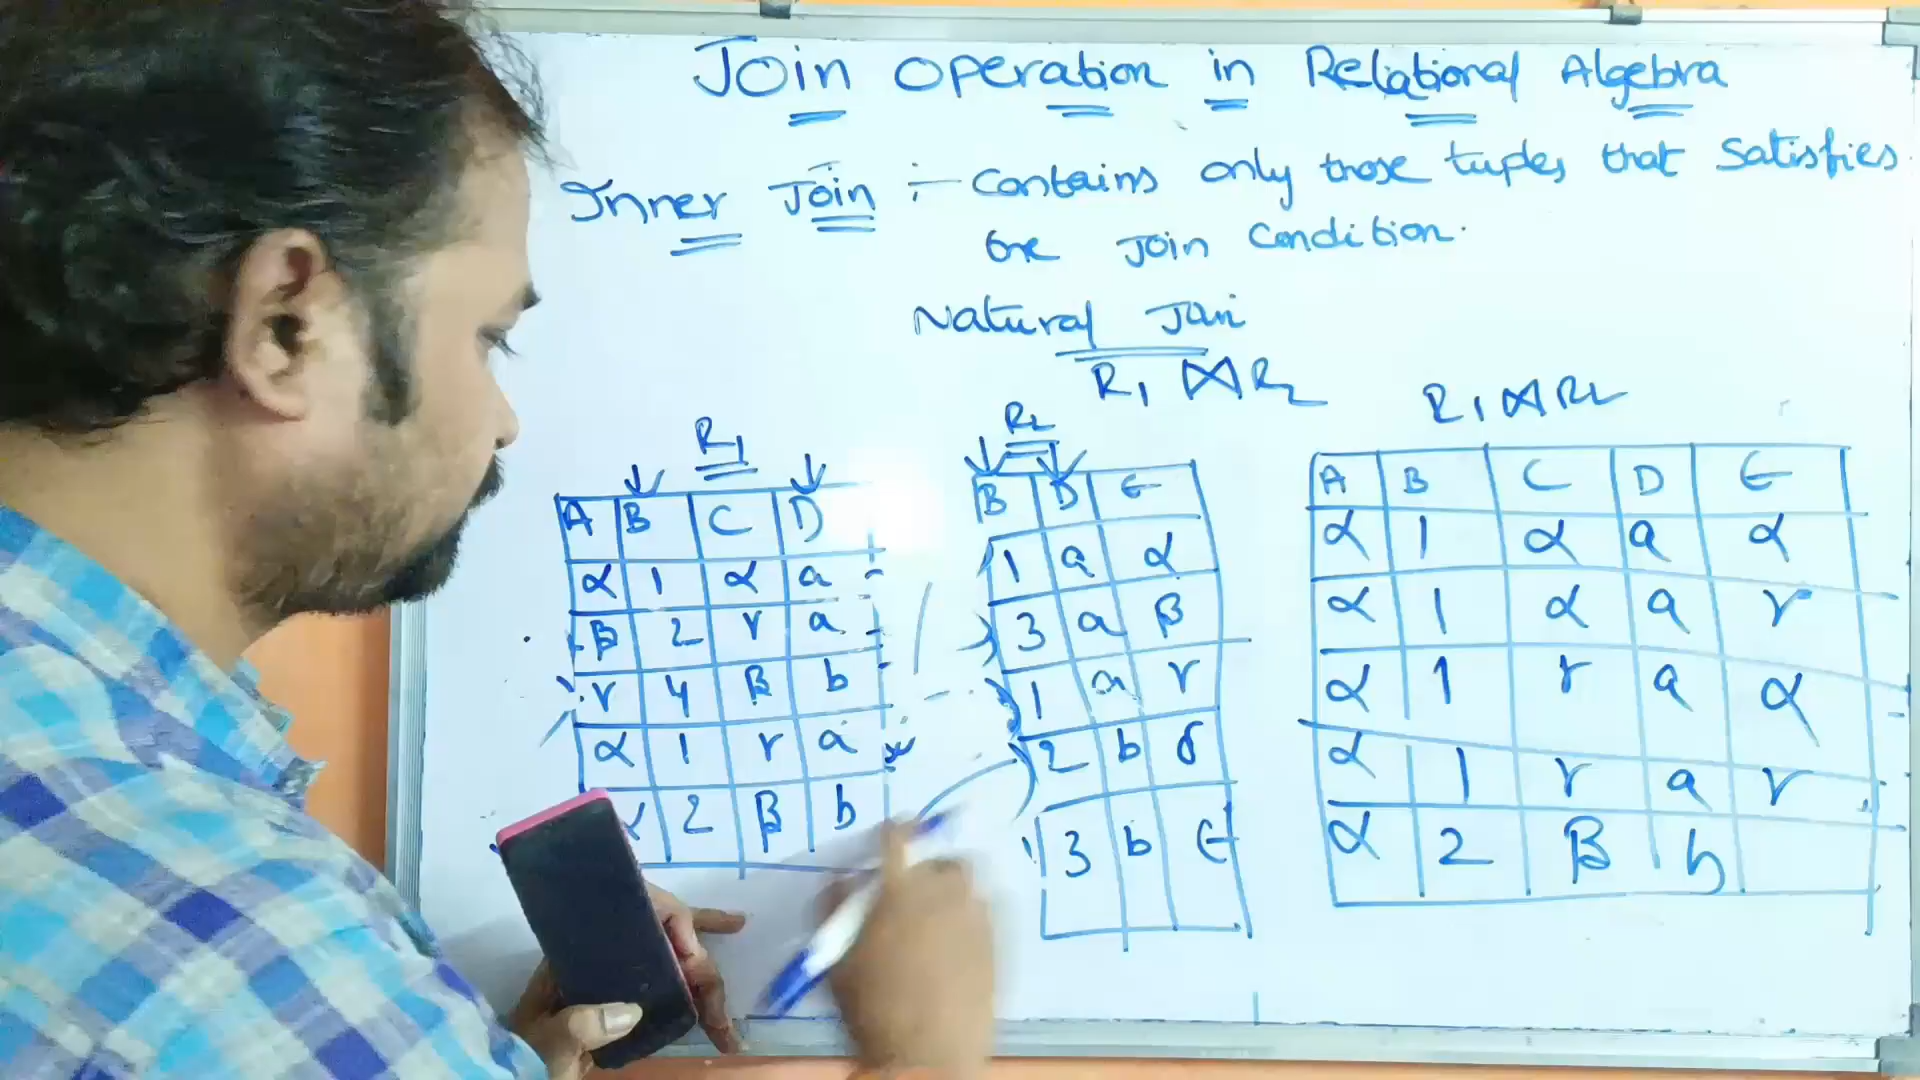 Join Operation in Relational Algebra
Inner Join :- Contains only those tuples that Satisfies
the Join Condition.
Natural Join
R1 ⋈ R2
R1
A B C D
α 1 α a
β 2 r a
r 4 β b
α 1 r a
2 β b
R2
B D E
1 a α
3 a β
1 a r
2 b δ
3 b ∈
R1 ⋈ R2
A B C D E
α 1 α a α
α 1 α a r
α 1 r a α
α 1 r a r
α 2 β b